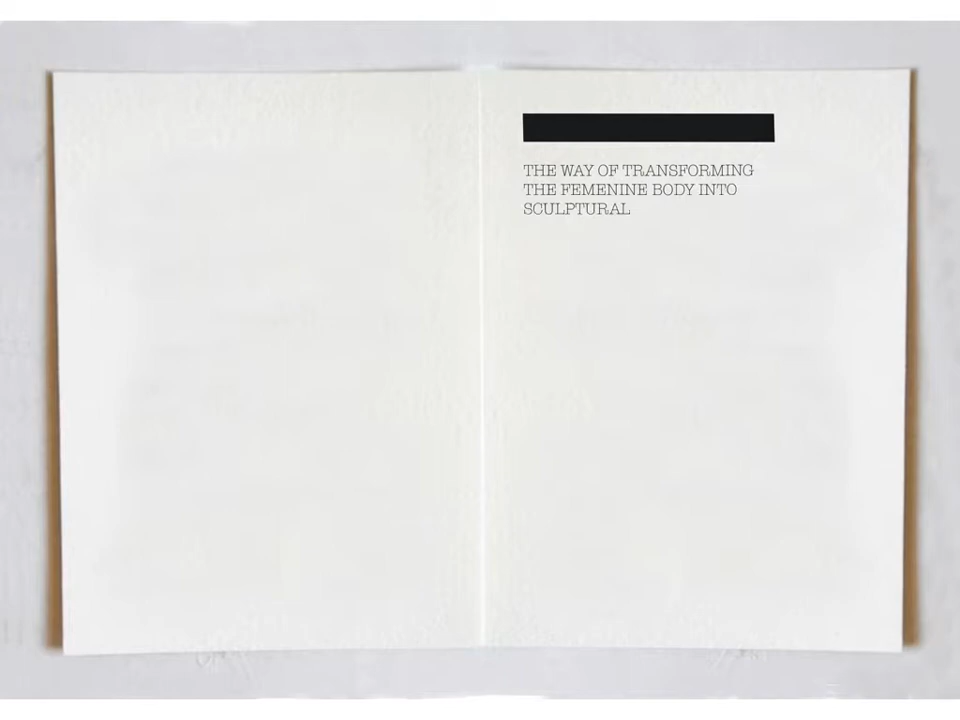 THE WAY OF TRANSFORMING
THE FEMENINE BODY INTO
SCULPTURAL